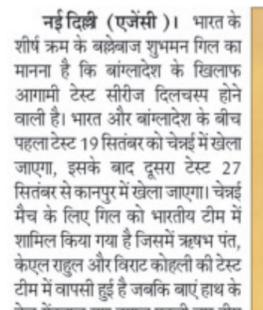 नई दिल्ली (एजेंसी )। भारत के
शीर्ष क्रम के बल्लेबाज शुभमन गिल का
मानना है कि बांग्लादेश के खिलाफ
आगामी टेस्ट सीरीज दिलचस्प होने
वाली है। भारत और बांग्लादेश के बीच
पहला टेस्ट 19 सितंबर को चेन्नई में खेला
जाएगा, इसके बाद दूसरा टेस्ट 27
सितंबर से कानपुर में खेला जाएगा। चेन्नई
मैच के लिए गिल को भारतीय टीम में
शामिल किया गया है जिसमें ऋषभ पंत,
केएल राहुल और विराट कोहली की टेस्ट
टीम में वापसी हुई है जबकि बाएं हाथ के